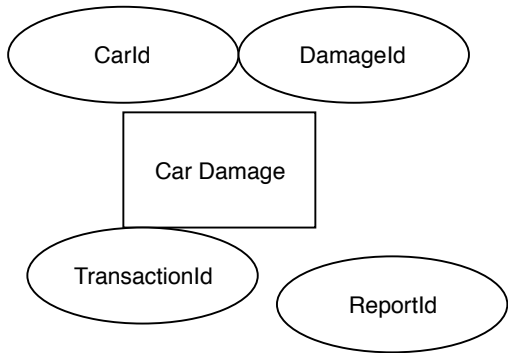 CarId
DamageId
Car Damage
TransactionId
ReportId